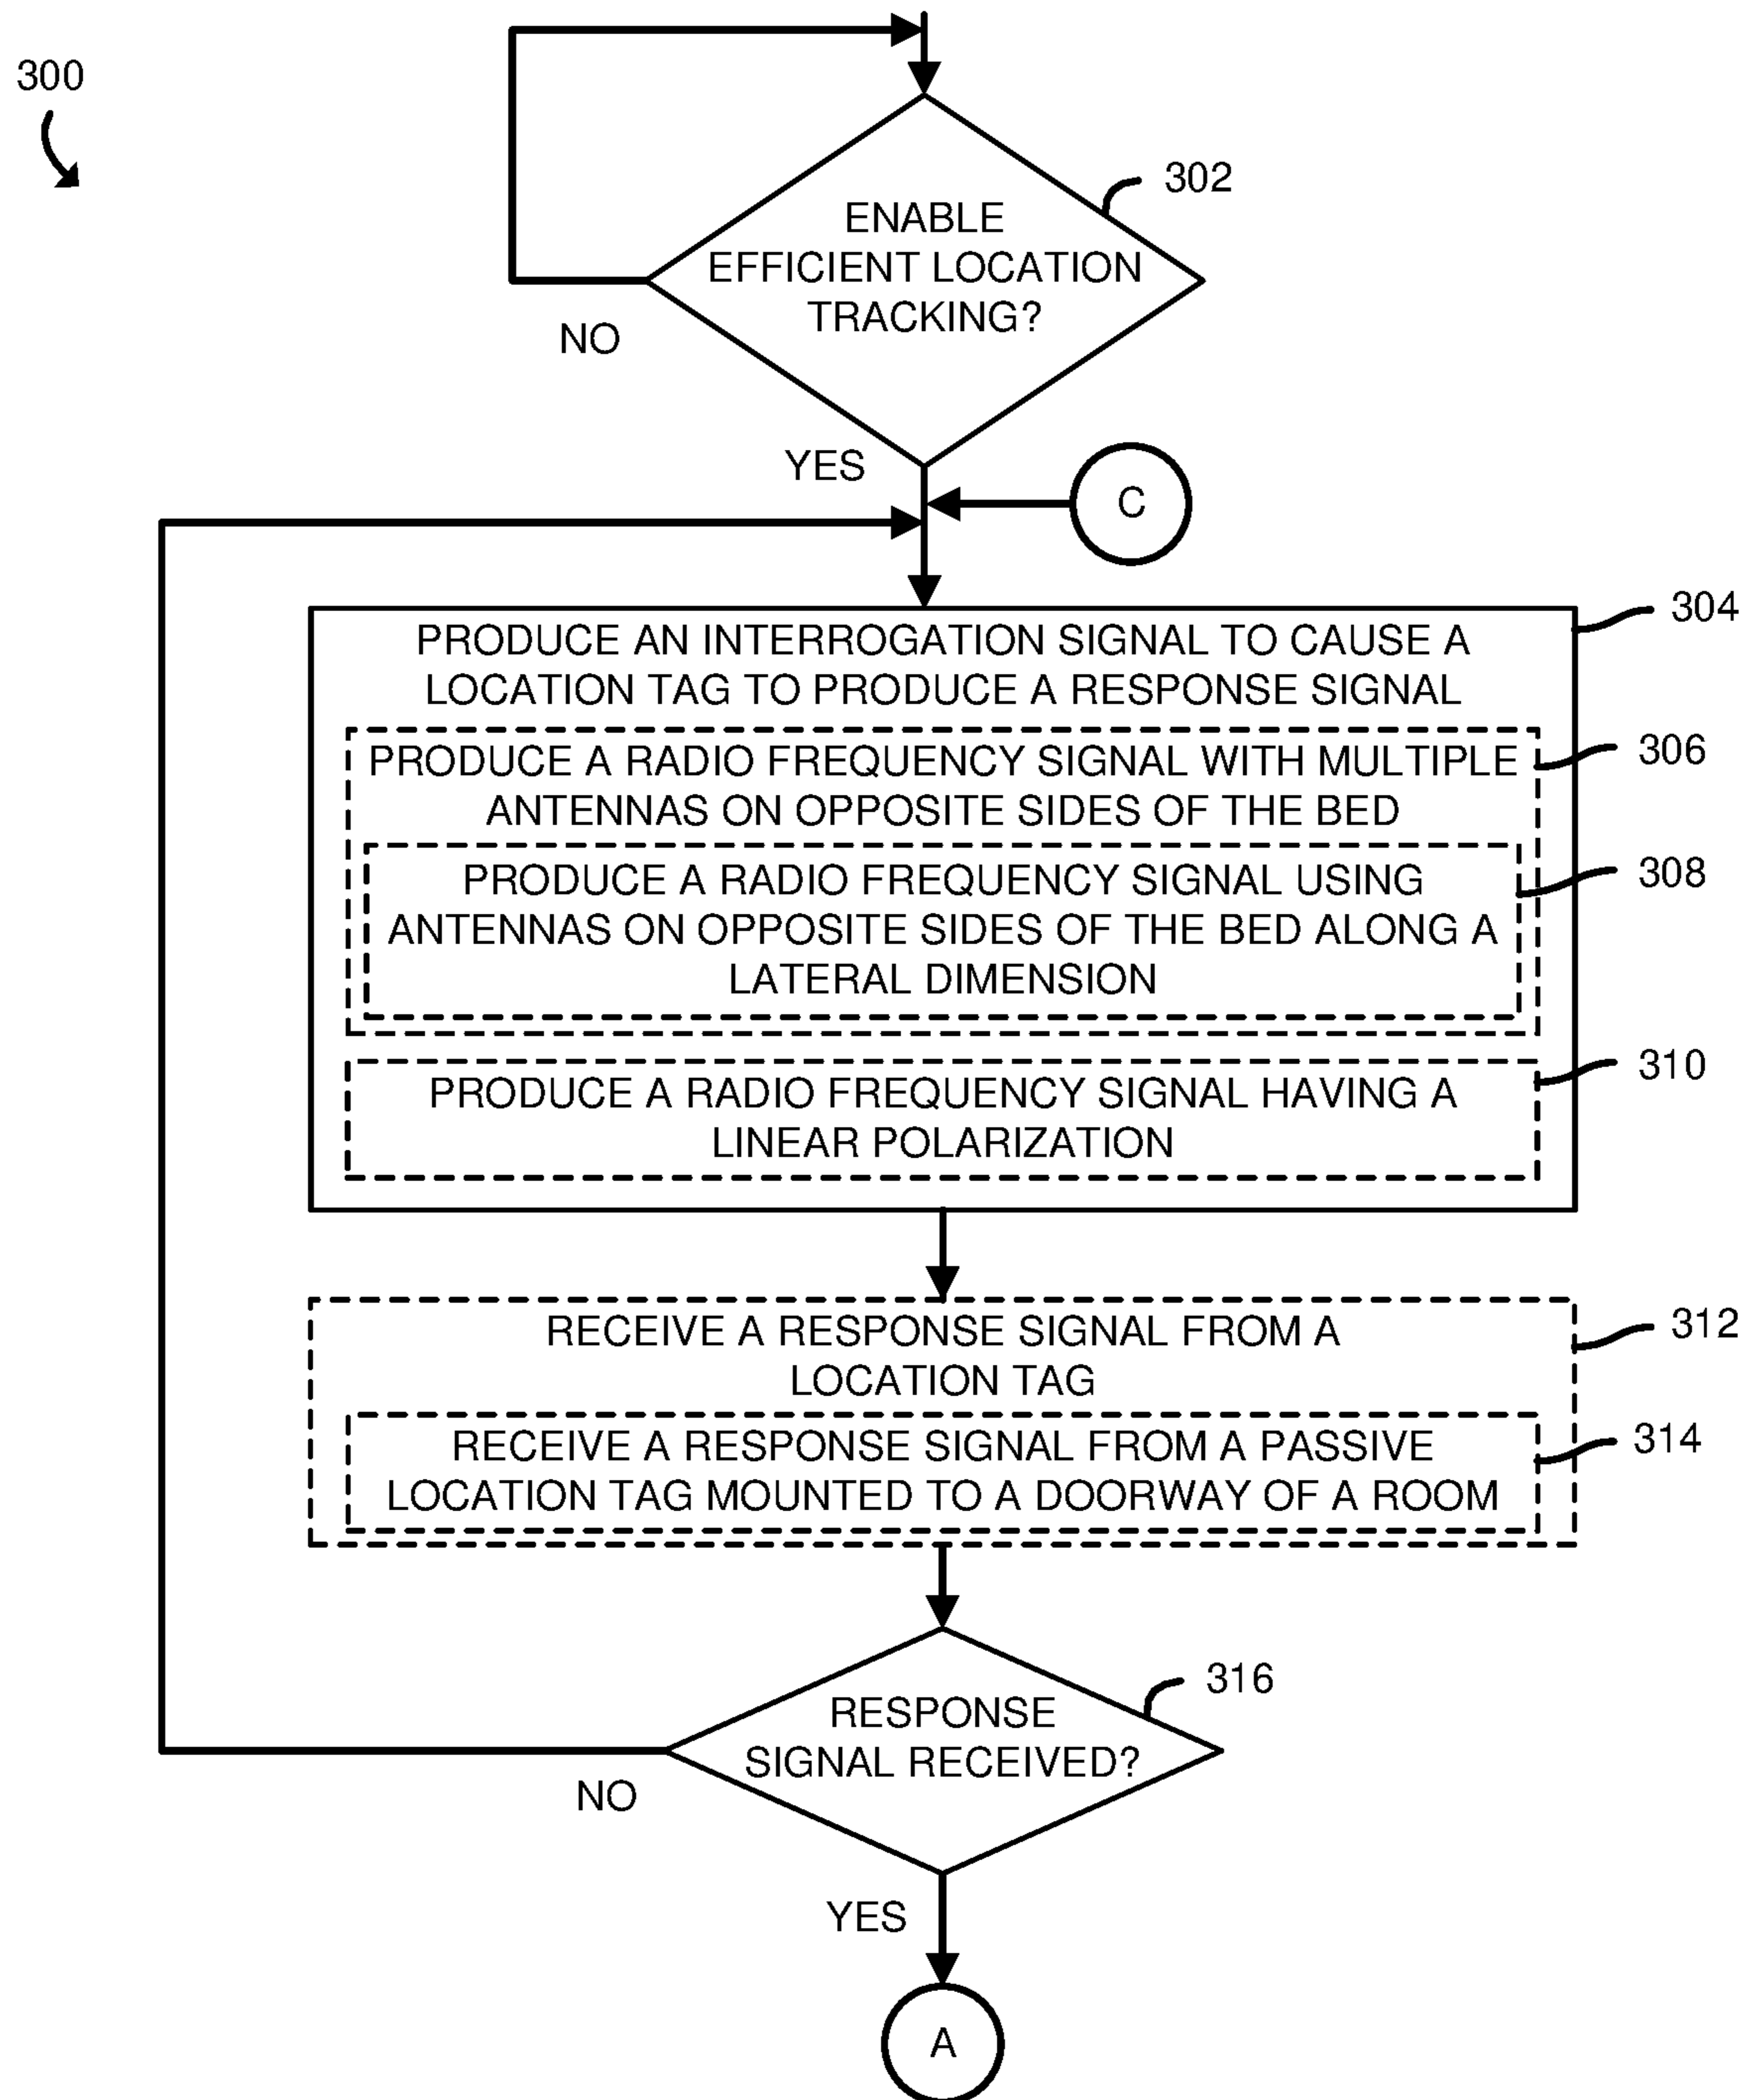 300
302
ENABLE
EFFICIENT LOCATION
TRACKING?
NO
YES
C
304
PRODUCE AN INTERROGATION SIGNAL TO CAUSE A
LOCATION TAG TO PRODUCE A RESPONSE SIGNAL
306
PRODUCE A RADIO FREQUENCY SIGNAL WITH MULTIPLE
ANTENNAS ON OPPOSITE SIDES OF THE BED
308
PRODUCE A RADIO FREQUENCY SIGNAL USING
ANTENNAS ON OPPOSITE SIDES OF THE BED ALONG A
LATERAL DIMENSION
310
PRODUCE A RADIO FREQUENCY SIGNAL HAVING A
LINEAR POLARIZATION
312
RECEIVE A RESPONSE SIGNAL FROM A
LOCATION TAG
314
RECEIVE A RESPONSE SIGNAL FROM A PASSIVE
LOCATION TAG MOUNTED TO A DOORWAY OF A ROOM
316
RESPONSE
SIGNAL RECEIVED?
NO
YES
A